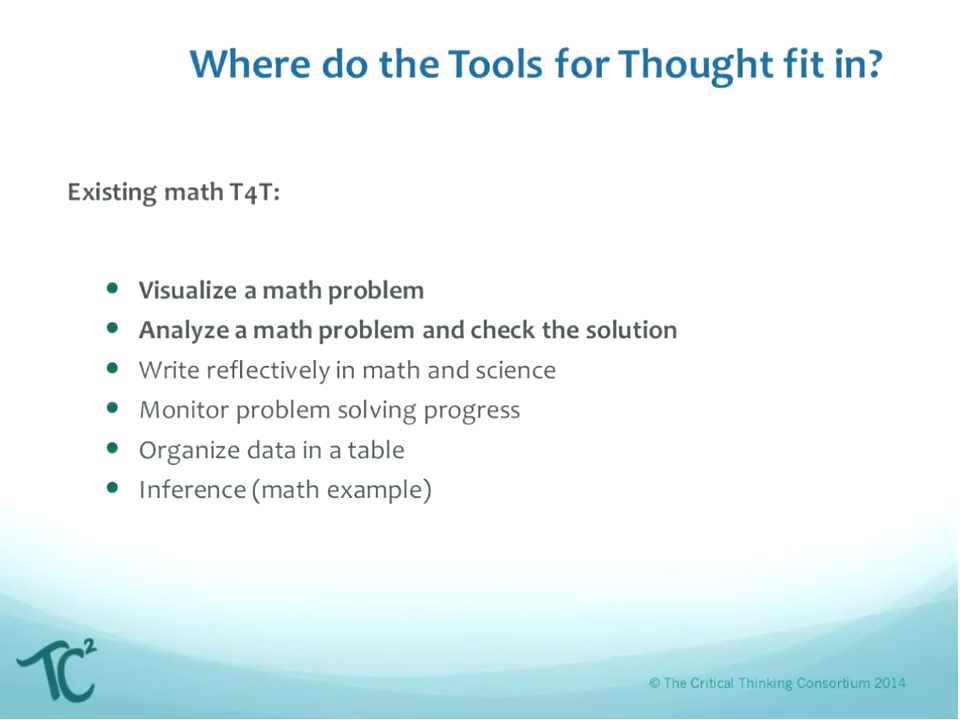 Where do the Tools for Thought fit in?
Existing math T4T:
• Visualize a math problem
• Analyze a math problem and check the solution
• Write reflectively in math and science
• Monitor problem solving progress
• Organize data in a table
• Inference (math example)
TC²
© The Critical Thinking Consortium 2014